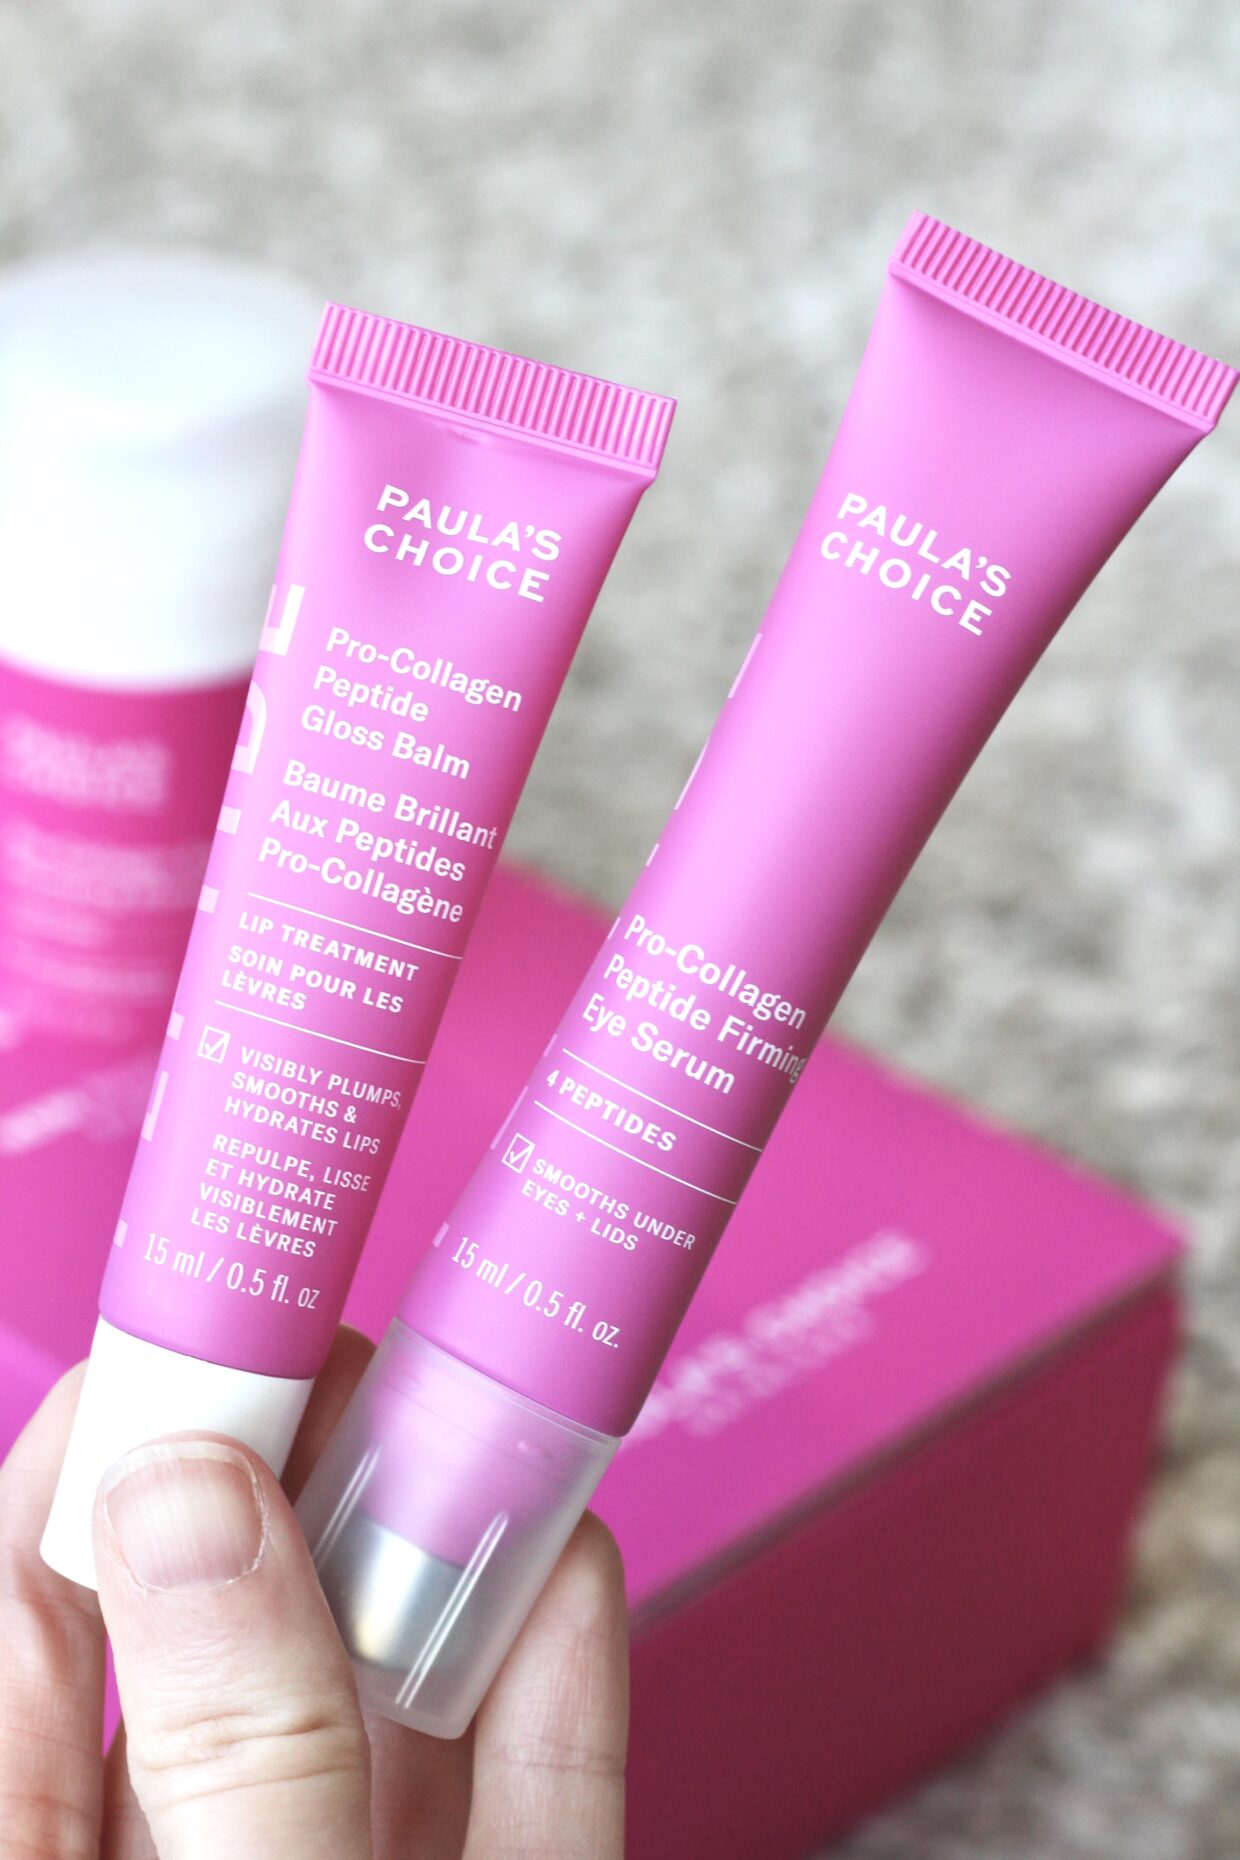 PAULA'S
CHOICE
Pro-Collagen
Peptide
Gloss Balm
Baume Brillant
Aux Peptides
Pro-Collagène
LIP TREATMENT
SOIN POUR LES
LÈVRES
VISIBLY PLUMPS,
SMOOTHS &
HYDRATES LIPS
REPULPE, LISSE
ET HYDRATE
VISIBLEMENT
LES LÈVRES
15 ml / 0.5 fl. oz
PAULA'S
CHOICE
Pro-Collagen
Peptide Firming
Eye Serum
4 PEPTIDES
SMOOTHS UNDER
EYES + LIDS
15 ml / 0.5 fl. oz.